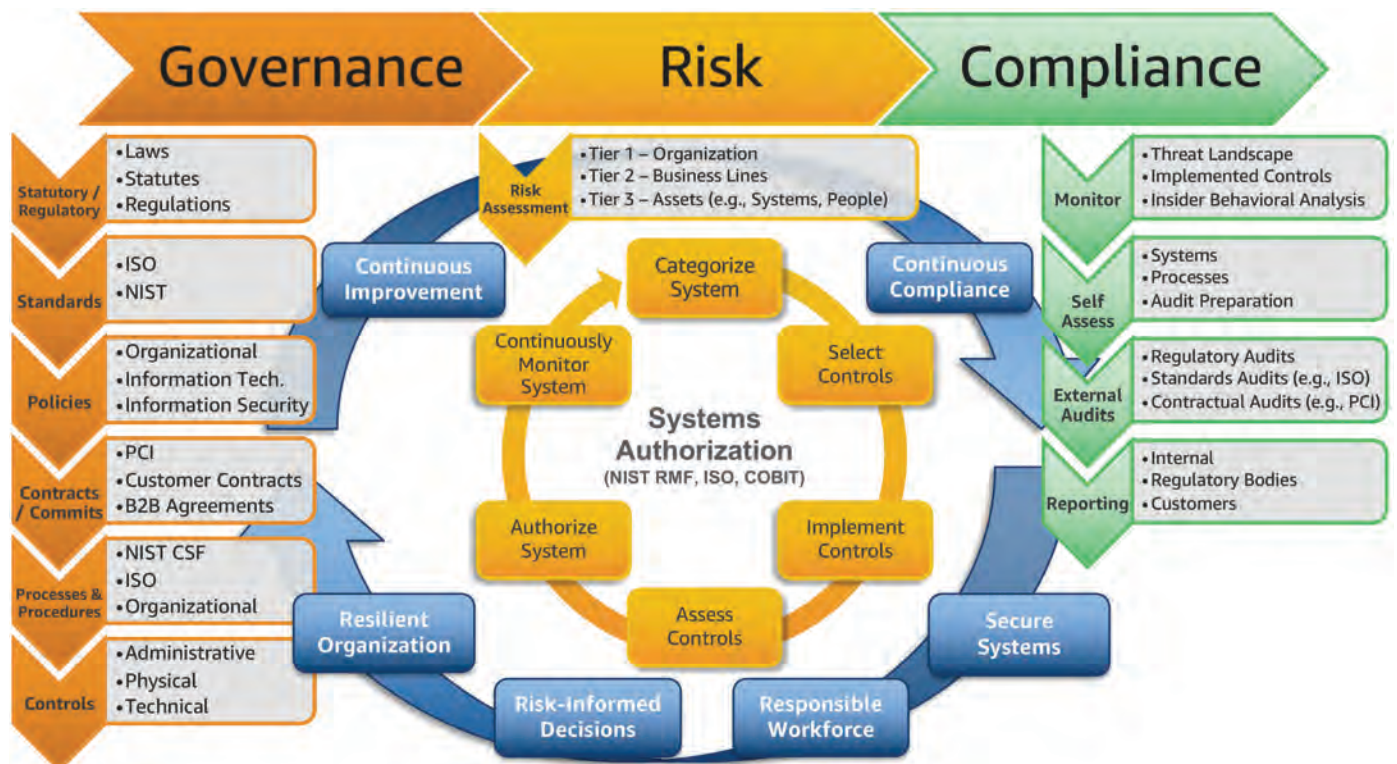 Governance
Risk
Compliance
Statutory /
Regulatory
•Laws
•Statutes
•Regulations
Standards
•ISO
•NIST
Policies
•Organizational
•Information Tech.
•Information Security
Contracts
/ Commits
•PCI
•Customer Contracts
•B2B Agreements
Processes &
Procedures
•NIST CSF
•ISO
•Organizational
Controls
•Administrative
•Physical
•Technical
Risk
Assessment
•Tier 1 – Organization
•Tier 2 – Business Lines
•Tier 3 – Assets (e.g., Systems, People)
Continuous
Improvement
Continuous
Compliance
Categorize
System
Select
Controls
Implement
Controls
Assess
Controls
Authorize
System
Continuously
Monitor
System
Systems
Authorization
(NIST RMF, ISO, COBIT)
Secure
Systems
Responsible
Workforce
Risk-Informed
Decisions
Resilient
Organization
Monitor
•Threat Landscape
•Implemented Controls
•Insider Behavioral Analysis
Self
Assess
•Systems
•Processes
•Audit Preparation
External
Audits
•Regulatory Audits
•Standards Audits (e.g., ISO)
•Contractual Audits (e.g., PCI)
Reporting
•Internal
•Regulatory Bodies
•Customers